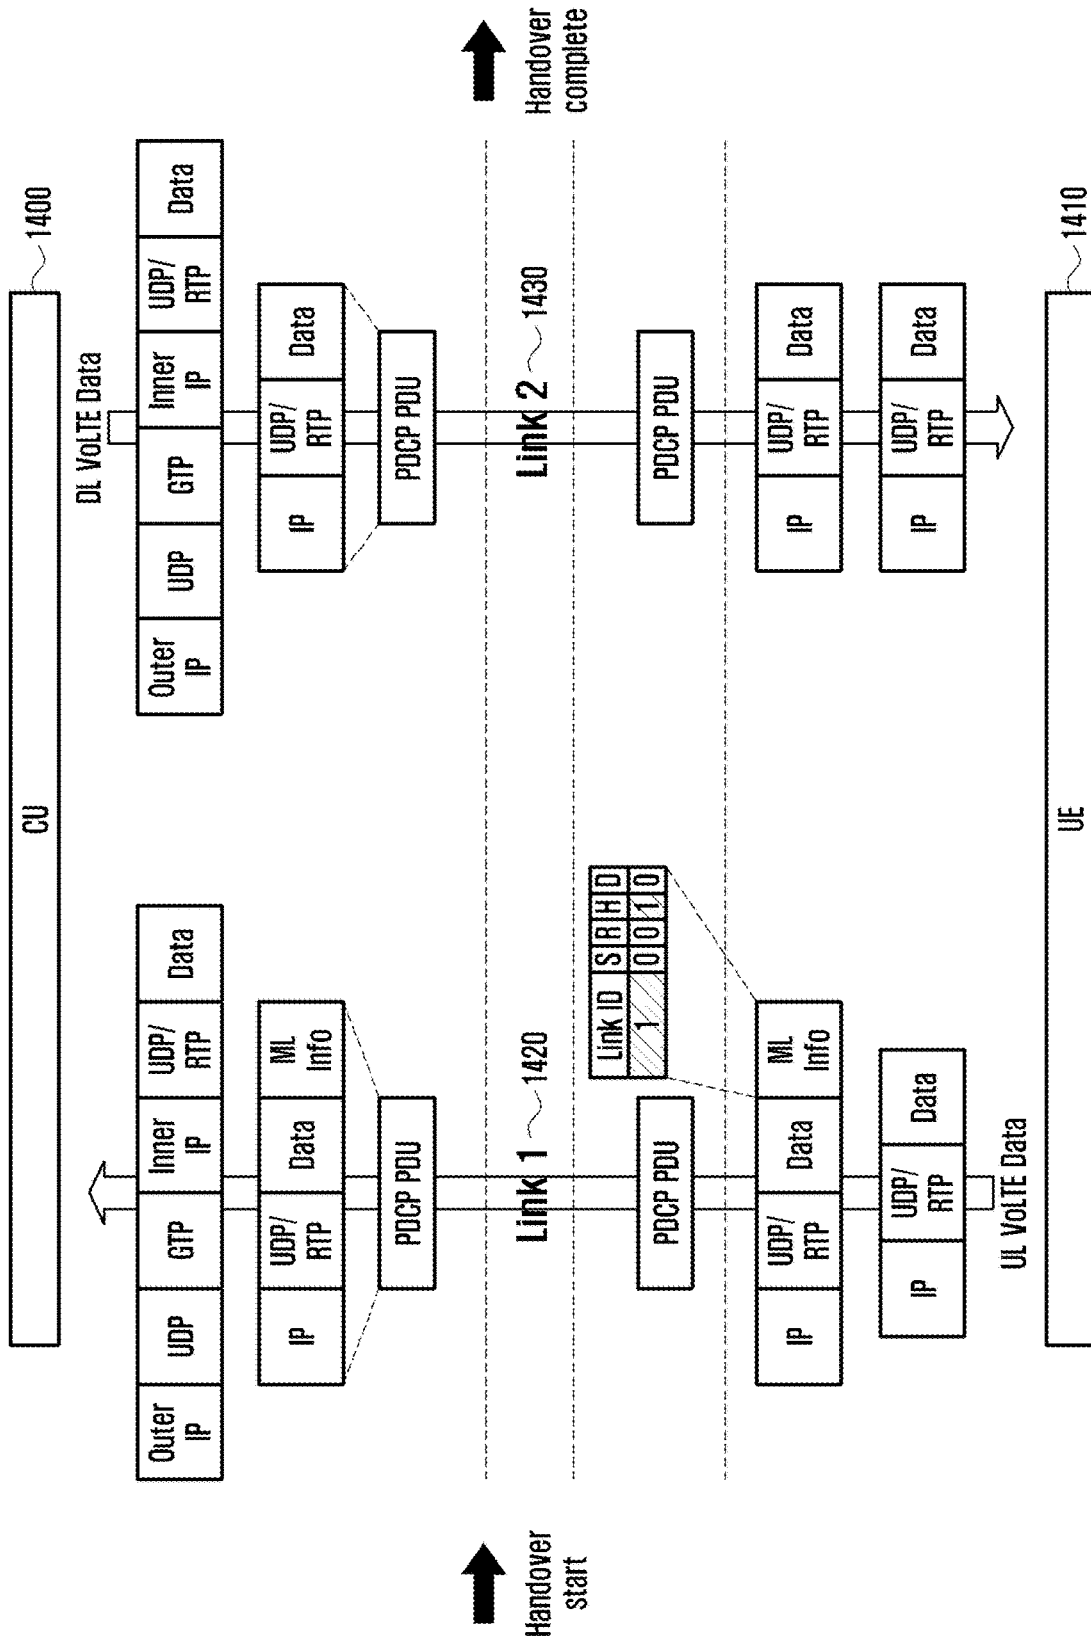 CU
1400
DL VoLTE Data
Outer IP
UDP
GTP
Inner IP
UDP/ RTP
Data
Outer IP
UDP
GTP
Inner IP
UDP/ RTP
Data
IP
UDP/ RTP
Data
ML Info
IP
UDP/ RTP
Data
PDCP PDU
PDCP PDU
Handover start
Link 1
1420
Link 2
1430
Handover complete
Link ID
S
R
H
D
1
0
0
1
0
PDCP PDU
PDCP PDU
IP
UDP/ RTP
Data
ML Info
IP
UDP/ RTP
Data
IP
UDP/ RTP
Data
IP
UDP/ RTP
Data
UL VoLTE Data
UE
1410